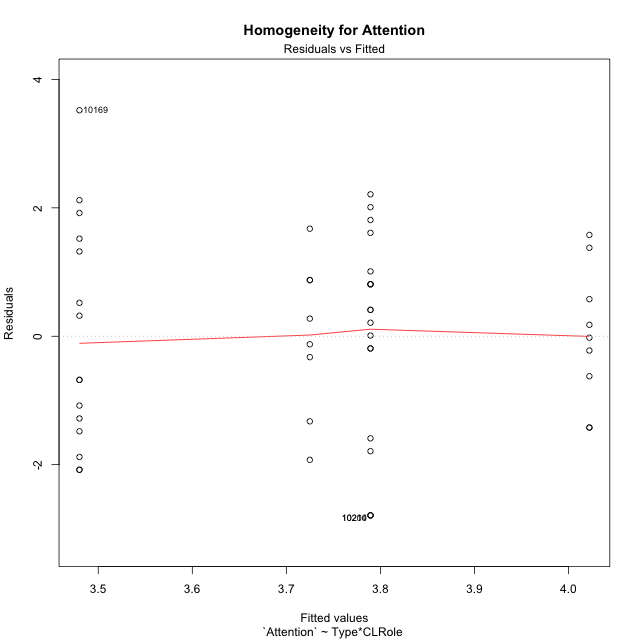 Homogeneity for Attention
Residuals vs Fitted
4
10169
2
Residuals
0
-2
3.5
3.6
3.7
3.8
3.9
4.0
Fitted values
`Attention` ~ Type*CLRole